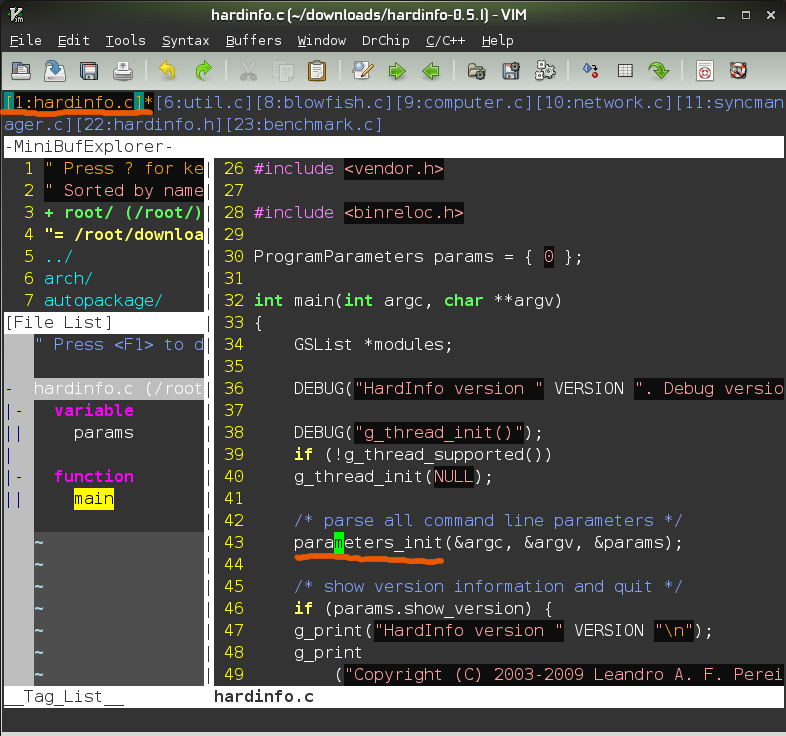 hardinfo.c (~/downloads/hardinfo-0.5.1) - VIM
File Edit Tools Syntax Buffers Window DrChip C/C++ Help
[1:hardinfo.c]*[6:util.c][8:blowfish.c][9:computer.c][10:network.c][11:syncman
ager.c][22:hardinfo.h][23:benchmark.c]
-MiniBufExplorer-
1 " Press ? for ke
2 " Sorted by name
3 + root/ (/root/)
4 "= /root/downloa
5 ../
6 arch/
7 autopackage/
[File List]
" Press <F1> to d
- hardinfo.c (/root
|- variable
|| params
|
|- function
|| main
~
~
~
~
~
~
~
__Tag_List__
26 #include <vendor.h>
27
28 #include <binreloc.h>
29
30 ProgramParameters params = { 0 };
31
32 int main(int argc, char **argv)
33 {
34 GSList *modules;
35
36 DEBUG("HardInfo version " VERSION ". Debug versio
37
38 DEBUG("g_thread_init()");
39 if (!g_thread_supported())
40 g_thread_init(NULL);
41
42 /* parse all command line parameters */
43 parameters_init(&argc, &argv, &params);
44
45 /* show version information and quit */
46 if (params.show_version) {
47 g_print("HardInfo version " VERSION "\n");
48 g_print
49 ("Copyright (C) 2003-2009 Leandro A. F. Perei
hardinfo.c